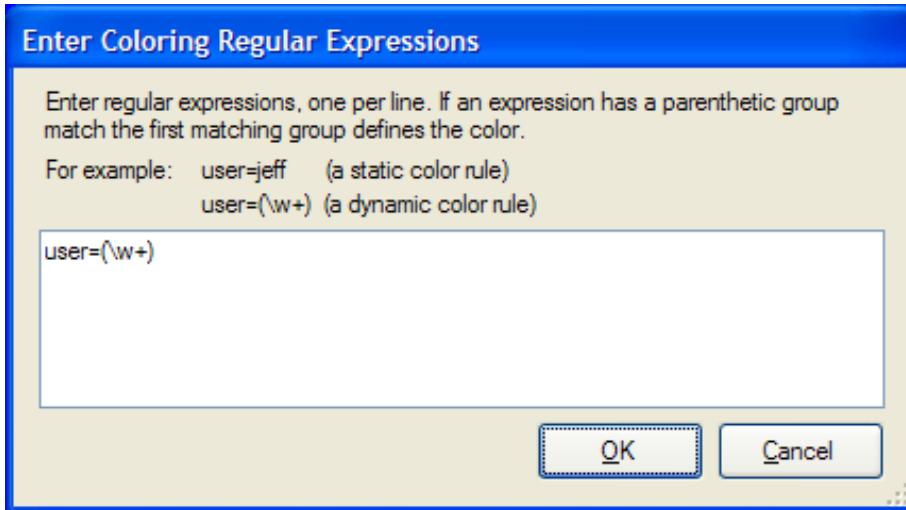 Enter Coloring Regular Expressions
Enter regular expressions, one per line. If an expression has a parenthetic group
match the first matching group defines the color.
For example: user=jeff (a static color rule)
user=(\w+) (a dynamic color rule)
user=(\w+)
OK Cancel